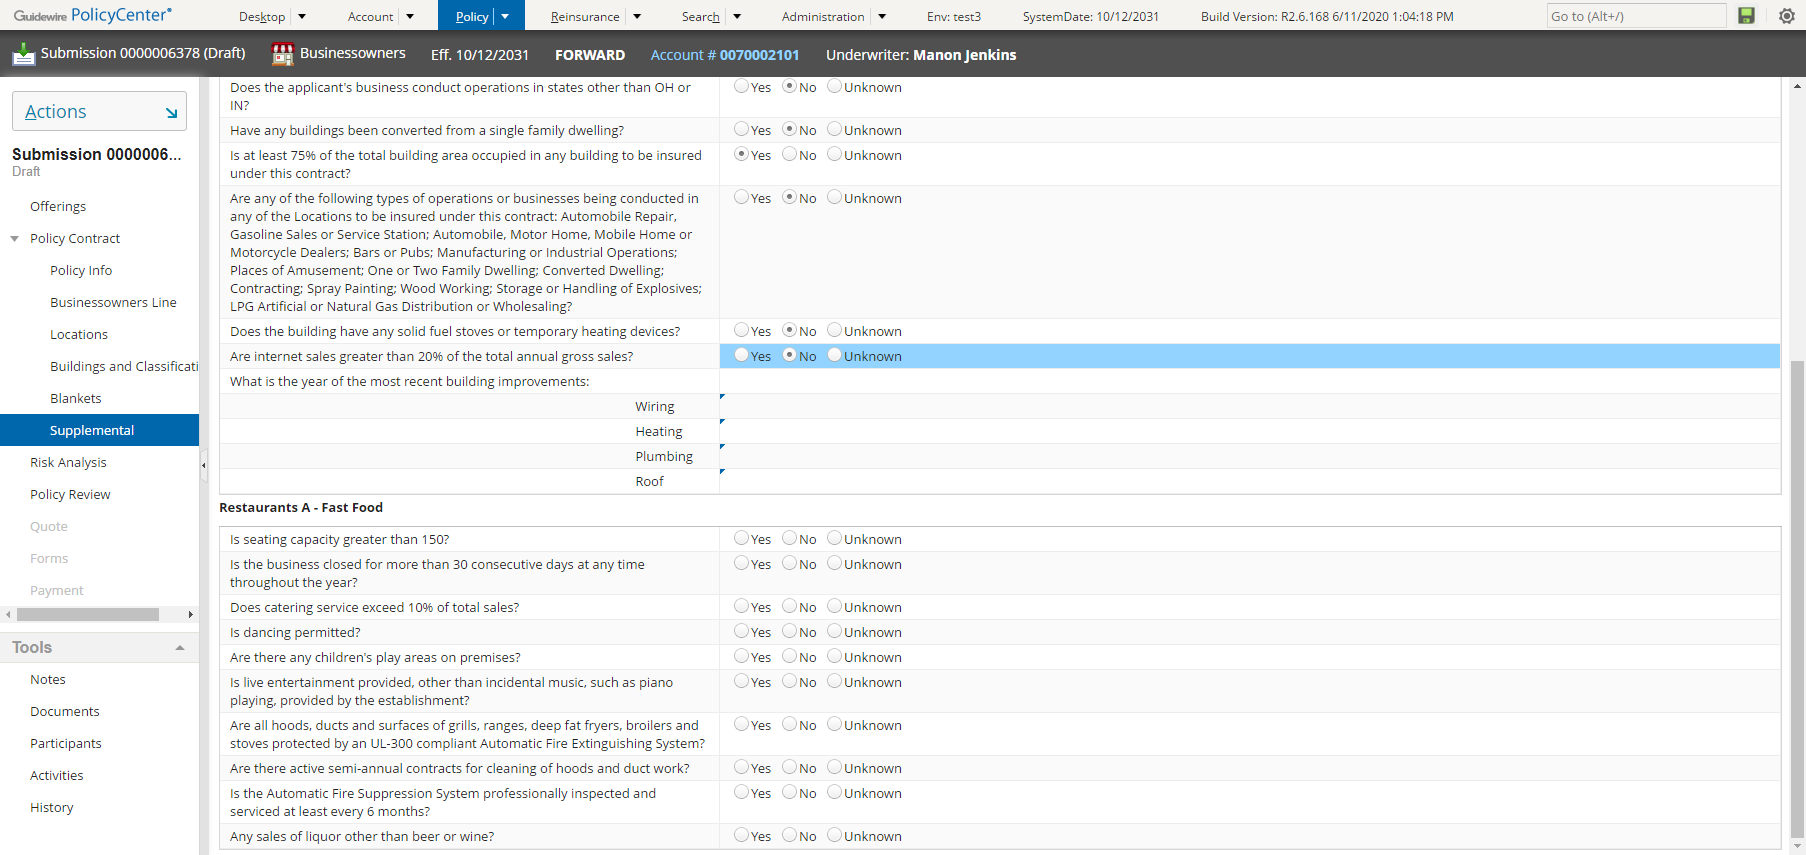 Guidewire PolicyCenter® Desktop Account Policy Reinsurance Search Administration Env: test3 SystemDate: 10/12/2031 Build Version: R2.6.168 6/11/2020 1:04:18 PM Go to (Alt+/)
Submission 0000006378 (Draft) Businessowners Eff. 10/12/2031 FORWARD Account # 0070002101 Underwriter: Manon Jenkins
Actions
Submission 0000006...
Draft
Offerings
Policy Contract
Policy Info
Businessowners Line
Locations
Buildings and Classificati
Blankets
Supplemental
Risk Analysis
Policy Review
Quote
Forms
Payment
Tools
Notes
Documents
Participants
Activities
History
Does the applicant's business conduct operations in states other than OH or Yes No Unknown
IN?
Have any buildings been converted from a single family dwelling? Yes No Unknown
Is at least 75% of the total building area occupied in any building to be insured Yes No Unknown
under this contract?
Are any of the following types of operations or businesses being conducted in Yes No Unknown
any of the Locations to be insured under this contract: Automobile Repair,
Gasoline Sales or Service Station; Automobile, Motor Home, Mobile Home or
Motorcycle Dealers; Bars or Pubs; Manufacturing or Industrial Operations;
Places of Amusement; One or Two Family Dwelling; Converted Dwelling;
Contracting; Spray Painting; Wood Working; Storage or Handling of Explosives;
LPG Artificial or Natural Gas Distribution or Wholesaling?
Does the building have any solid fuel stoves or temporary heating devices? Yes No Unknown
Are internet sales greater than 20% of the total annual gross sales? Yes No Unknown
What is the year of the most recent building improvements:
Wiring
Heating
Plumbing
Roof
Restaurants A - Fast Food
Is seating capacity greater than 150? Yes No Unknown
Is the business closed for more than 30 consecutive days at any time Yes No Unknown
throughout the year?
Does catering service exceed 10% of total sales? Yes No Unknown
Is dancing permitted? Yes No Unknown
Are there any children's play areas on premises? Yes No Unknown
Is live entertainment provided, other than incidental music, such as piano Yes No Unknown
playing, provided by the establishment?
Are all hoods, ducts and surfaces of grills, ranges, deep fat fryers, broilers and Yes No Unknown
stoves protected by an UL-300 compliant Automatic Fire Extinguishing System?
Are there active semi-annual contracts for cleaning of hoods and duct work? Yes No Unknown
Is the Automatic Fire Suppression System professionally inspected and Yes No Unknown
serviced at least every 6 months?
Any sales of liquor other than beer or wine? Yes No Unknown